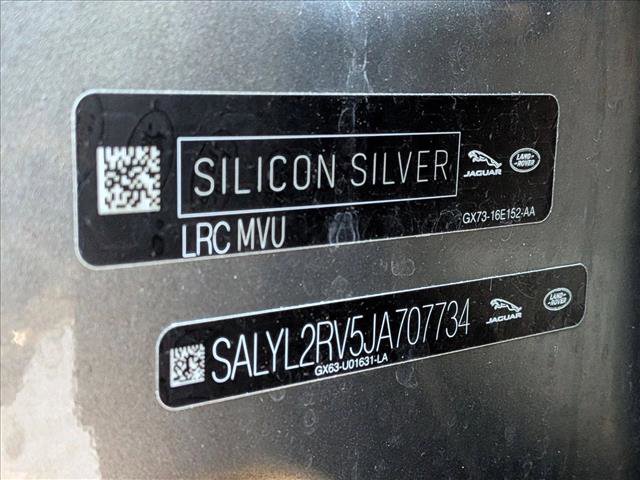 SILICON SILVER
JAGUAR
LAND-
ROVER
LRC MVU
GX73-16E152-AA
SALYL2RV5JA707734
GX63-U01631-LA
JAGUAR
LAND-
ROVER